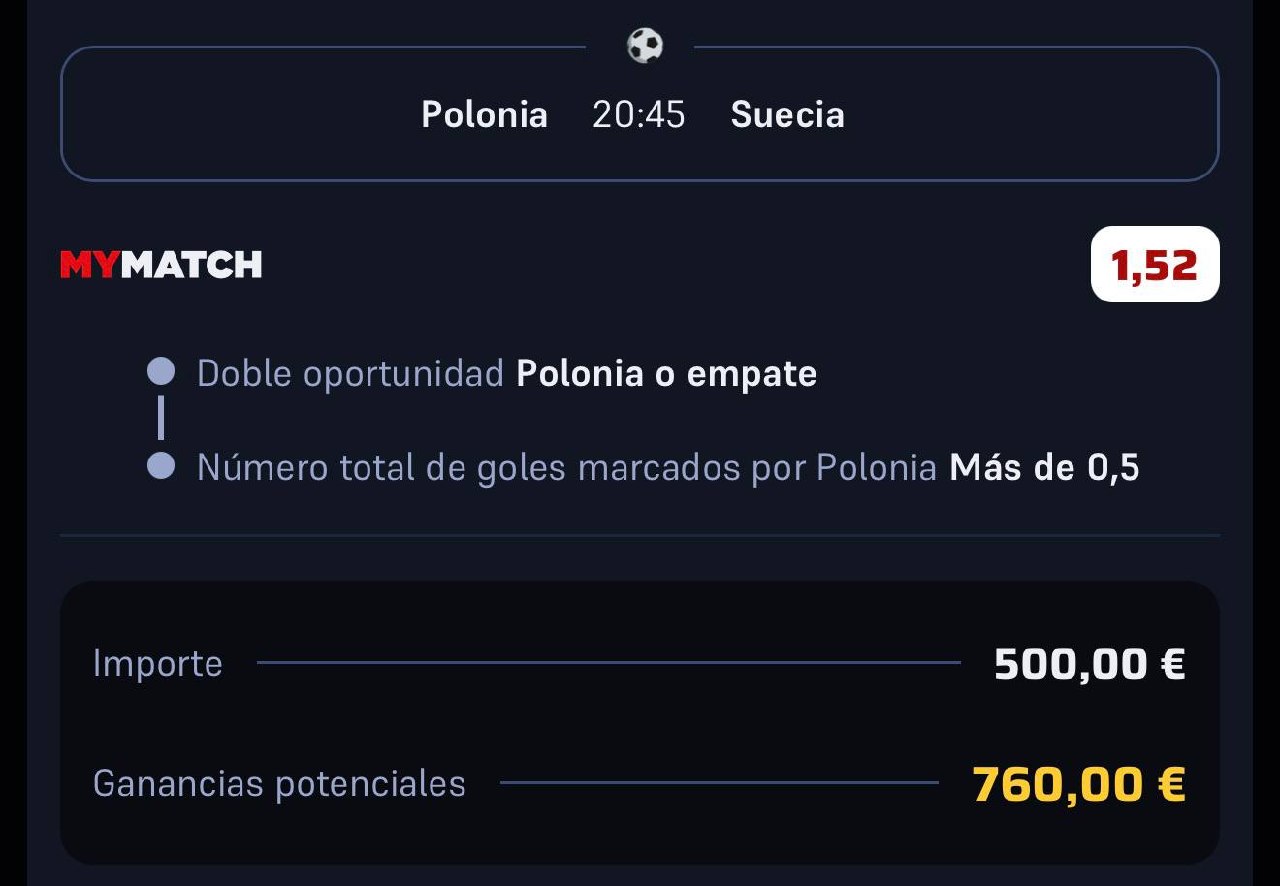 Polonia 20:45 Suecia
MYMATCH 1,52
Doble oportunidad Polonia o empate
Número total de goles marcados por Polonia Más de 0,5
Importe 500,00 €
Ganancias potenciales 760,00 €